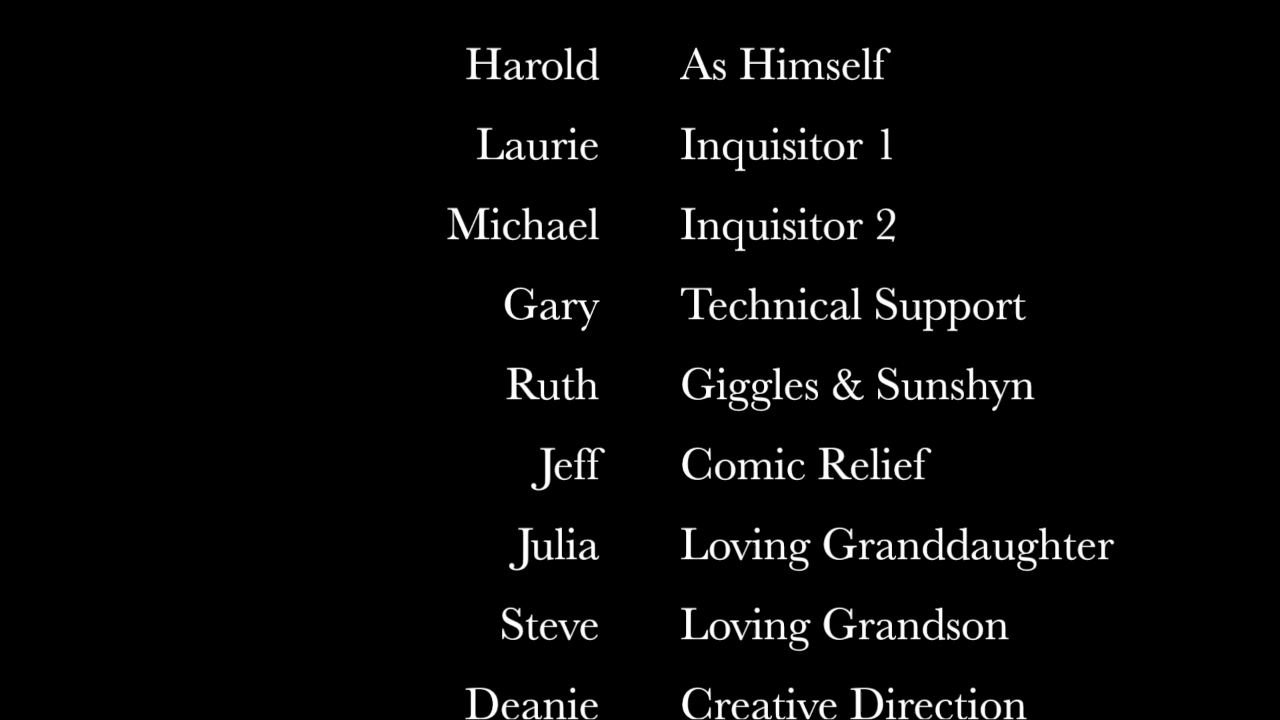 Harold As Himself
Laurie Inquisitor 1
Michael Inquisitor 2
Gary Technical Support
Ruth Giggles & Sunshyn
Jeff Comic Relief
Julia Loving Granddaughter
Steve Loving Grandson
Deanie Creative Direction